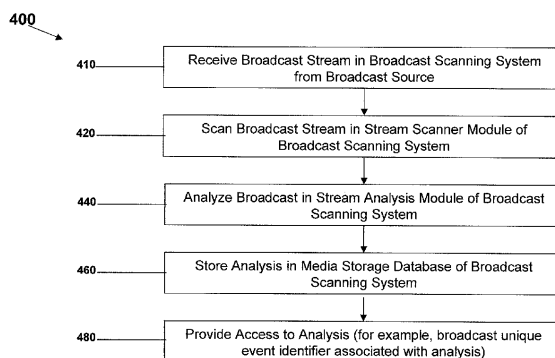 400
410
Receive Broadcast Stream in Broadcast Scanning System
from Broadcast Source
420
Scan Broadcast Stream in Stream Scanner Module of
Broadcast Scanning System
440
Analyze Broadcast in Stream Analysis Module of Broadcast
Scanning System
460
Store Analysis in Media Storage Database of Broadcast
Scanning System
480
Provide Access to Analysis (for example, broadcast unique
event identifier associated with analysis)